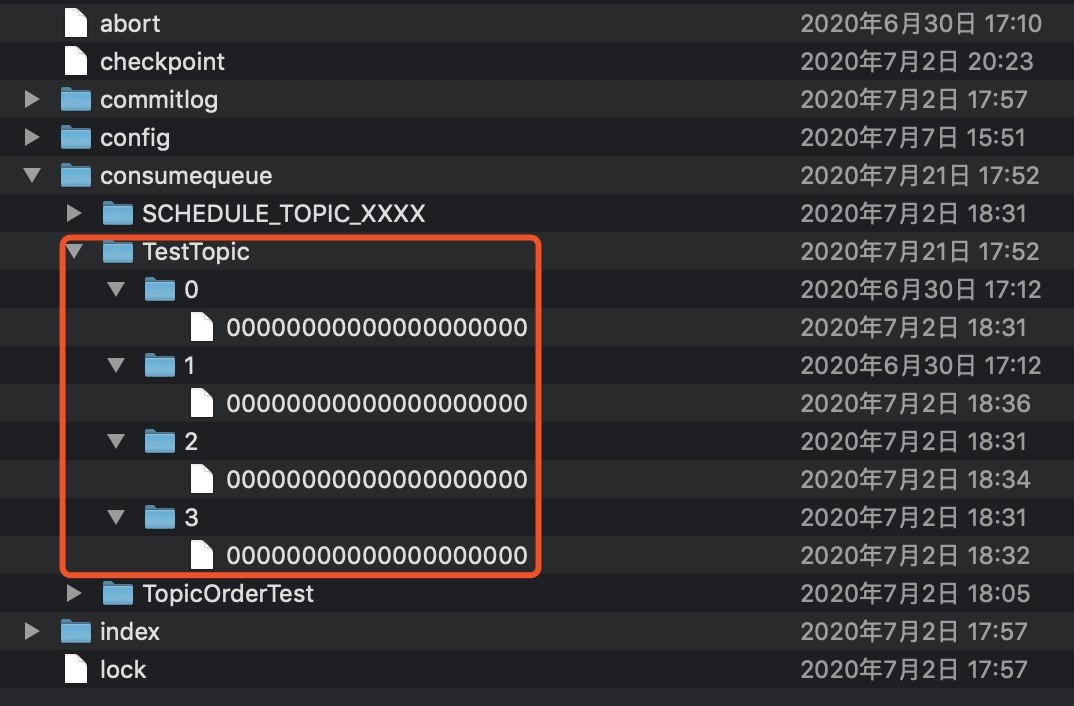 abort 2020年6月30日 17:10
checkpoint 2020年7月2日 20:23
commitlog 2020年7月2日 17:57
config 2020年7月7日 15:51
consumequeue 2020年7月21日 17:52
SCHEDULE_TOPIC_XXXX 2020年7月2日 18:31
TestTopic 2020年7月21日 17:52
0 2020年6月30日 17:12
00000000000000000000 2020年7月2日 18:31
1 2020年6月30日 17:12
00000000000000000000 2020年7月2日 18:36
2 2020年7月2日 18:31
00000000000000000000 2020年7月2日 18:34
3 2020年7月2日 18:31
00000000000000000000 2020年7月2日 18:32
TopicOrderTest 2020年7月2日 18:05
index 2020年7月2日 17:57
lock 2020年7月2日 17:57